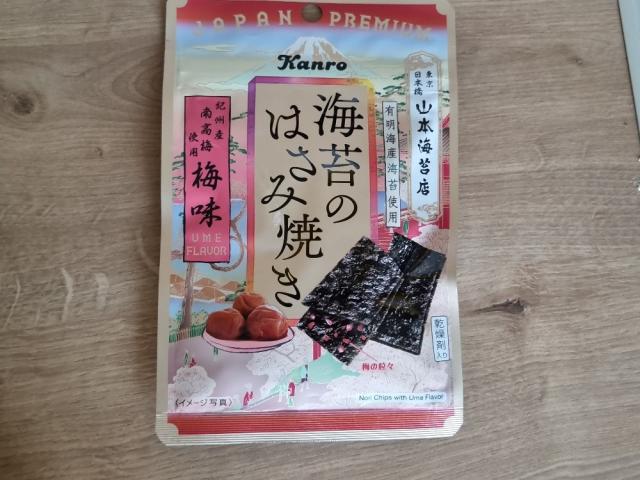 JAPAN PREMIUM
Kanro
東京
日本橋
山本海苔店
有明海産海苔使用
海苔の
はさみ焼き
紀州産
南高梅
使用
梅味
UME
FLAVOR
乾燥剤
入り
梅の粒々
(イメージ写真)
Nori Chips with Ume Flavor